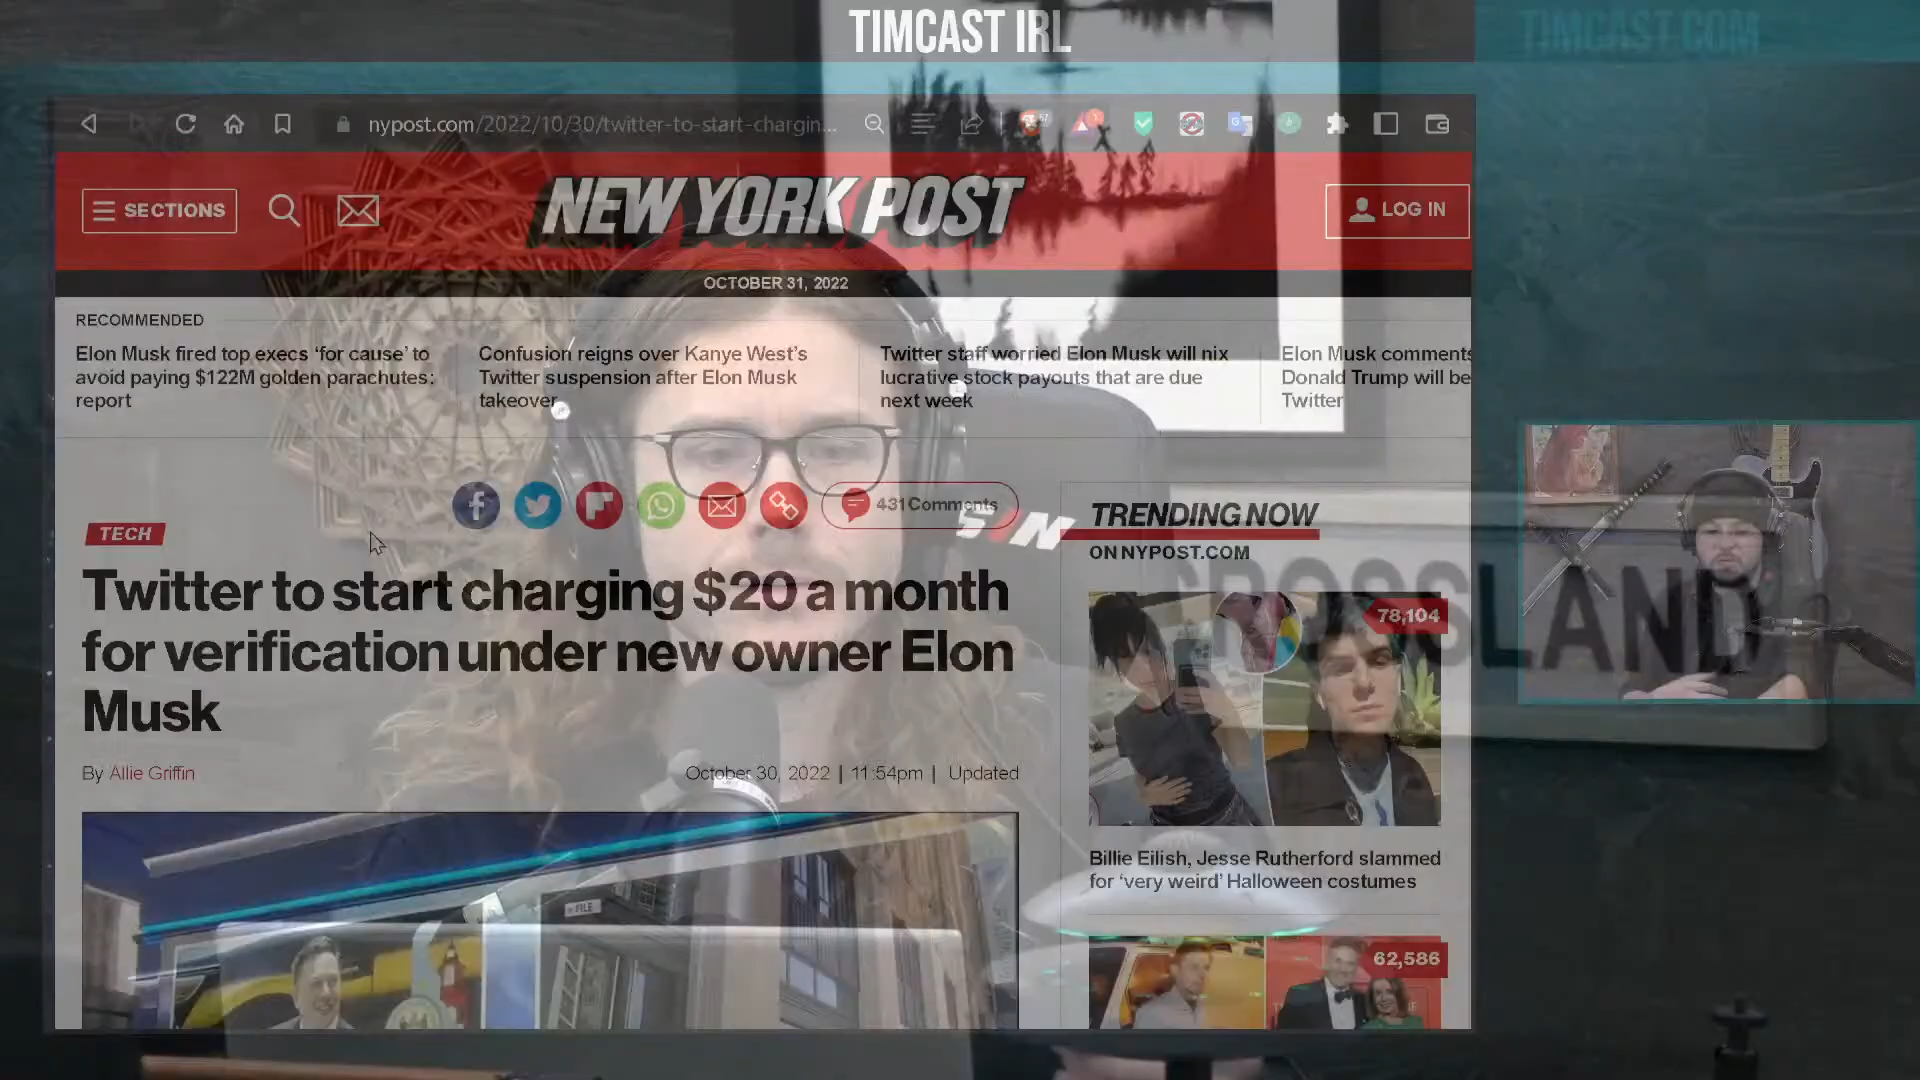 TIMCAST IRL
TIMCAST.COM
nypost.com/2022/10/30/twitter-to-start-chargin...
SECTIONS
NEW YORK POST
LOG IN
OCTOBER 31, 2022
RECOMMENDED
Elon Musk fired top execs ‘for cause’ to
avoid paying $122M golden parachutes:
report
Confusion reigns over Kanye West’s
Twitter suspension after Elon Musk
takeover
Twitter staff worried Elon Musk will nix
lucrative stock payouts that are due
next week
Elon Musk comments
Donald Trump will be
Twitter
431 Comments
TECH
Twitter to start charging $20 a month
for verification under new owner Elon
Musk
By Allie Griffin
October 30, 2022 | 11:54pm | Updated
TRENDING NOW
ON NYPOST.COM
78,104
Billie Eilish, Jesse Rutherford slammed
for ‘very weird’ Halloween costumes
62,586
CROSSLAND
FILE